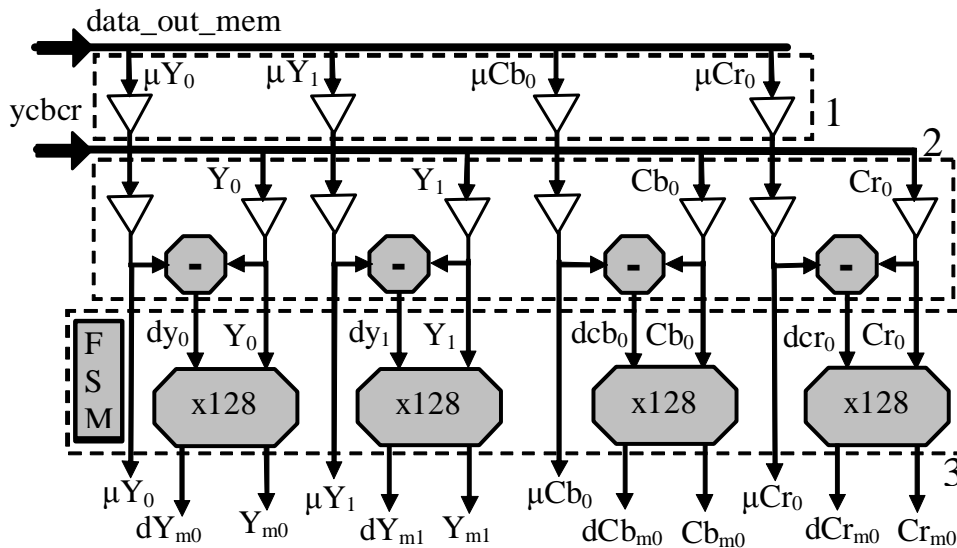 data_out_mem
μY₀ μY₁ μCb₀ μCr₀
1
ycbcr
2
Y₀ Y₁ Cb₀ Cr₀
- - - -
dy₀ Y₀ dy₁ Y₁ dcb₀ Cb₀ dcr₀ Cr₀
F
S
M
x128 x128 x128 x128
3
μY₀ μY₁ μCb₀ μCr₀
dYₘ₀ Yₘ₀ dYₘ₁ Yₘ₁ dCbₘ₀ Cbₘ₀ dCrₘ₀ Crₘ₀